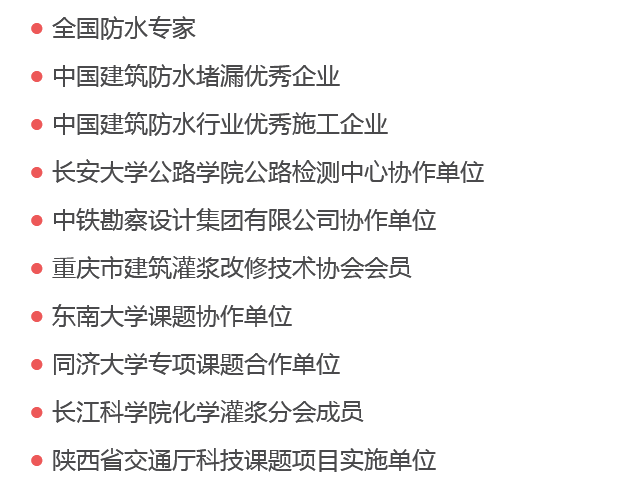 全国防水专家
中国建筑防水堵漏优秀企业
中国建筑防水行业优秀施工企业
长安大学公路学院公路检测中心协作单位
中铁勘察设计集团有限公司协作单位
重庆市建筑灌浆改修技术协会会员
东南大学课题协作单位
同济大学专项课题合作单位
长江科学院化学灌浆分会成员
陕西省交通厅科技课题项目实施单位